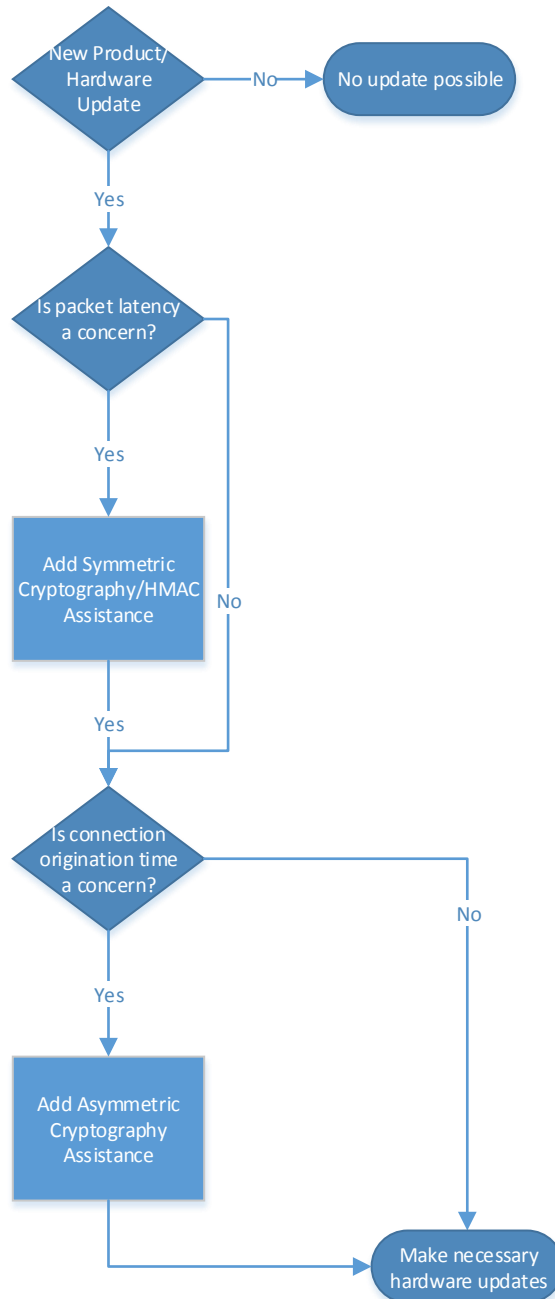 New Product/
Hardware
Update
No
No update possible
Yes
Is packet latency
a concern?
Yes
Add Symmetric
Cryptography/HMAC
Assistance
No
Yes
Is connection
origination time
a concern?
No
Yes
Add Asymmetric
Cryptography
Assistance
Make necessary
hardware updates